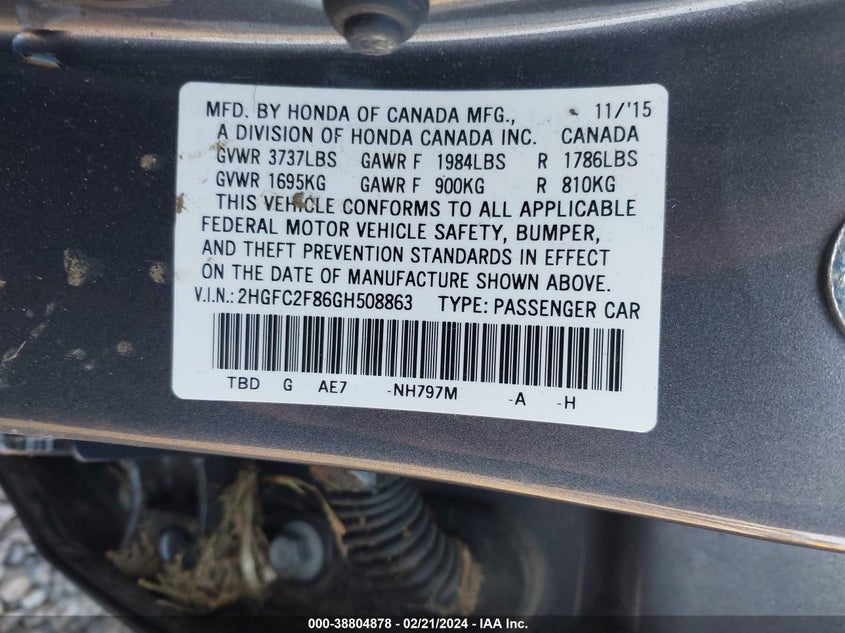 MFD. BY HONDA OF CANADA MFG., 11/'15
A DIVISION OF HONDA CANADA INC. CANADA
GVWR 3737LBS GAWR F 1984LBS R 1786LBS
GVWR 1695KG GAWR F 900KG R 810KG
THIS VEHICLE CONFORMS TO ALL APPLICABLE
FEDERAL MOTOR VEHICLE SAFETY, BUMPER,
AND THEFT PREVENTION STANDARDS IN EFFECT
ON THE DATE OF MANUFACTURE SHOWN ABOVE.
V.I.N.: 2HGFC2F86GH508863 TYPE: PASSENGER CAR
TBD G AE7 -NH797M -A -H
000-38804878 - 02/21/2024 - IAA Inc.